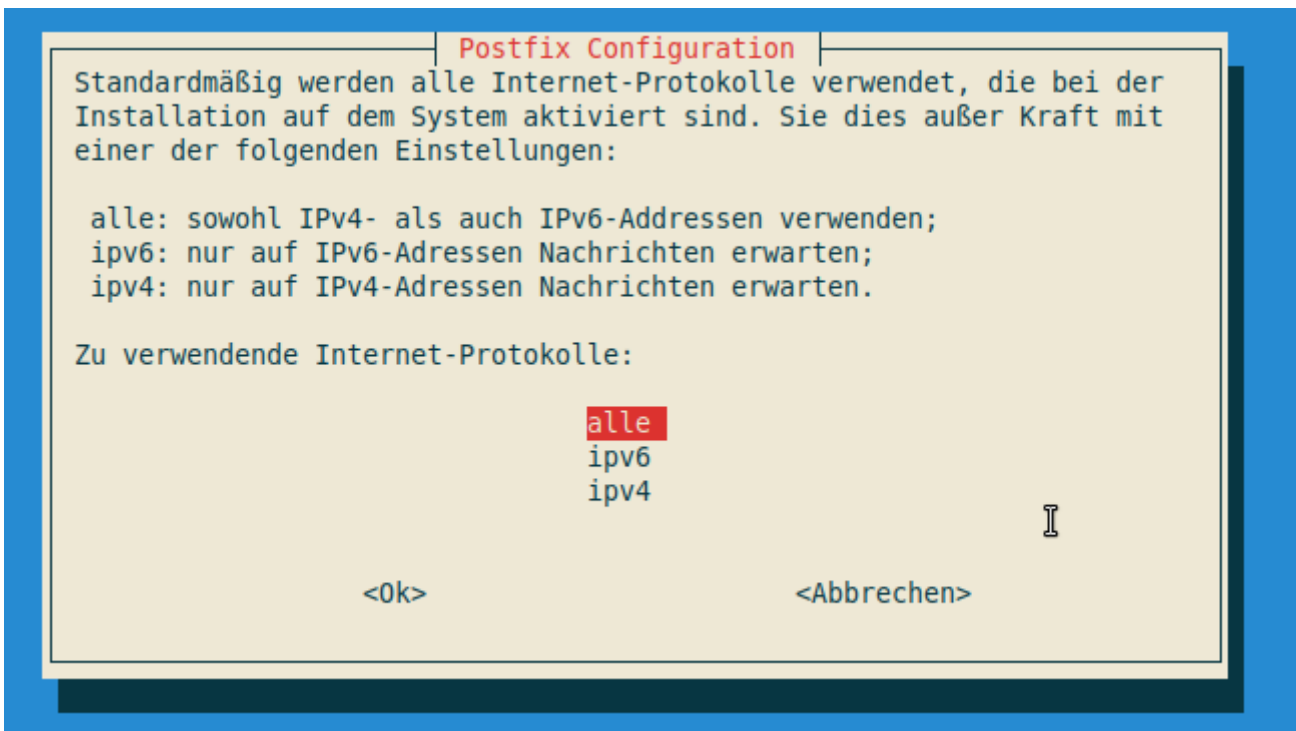 Postfix Configuration
Standardmäßig werden alle Internet-Protokolle verwendet, die bei der
Installation auf dem System aktiviert sind. Sie dies außer Kraft mit
einer der folgenden Einstellungen:
alle: sowohl IPv4- als auch IPv6-Addressen verwenden;
ipv6: nur auf IPv6-Adressen Nachrichten erwarten;
ipv4: nur auf IPv4-Adressen Nachrichten erwarten.
Zu verwendende Internet-Protokolle:
alle
ipv6
ipv4
<Ok> <Abbrechen>